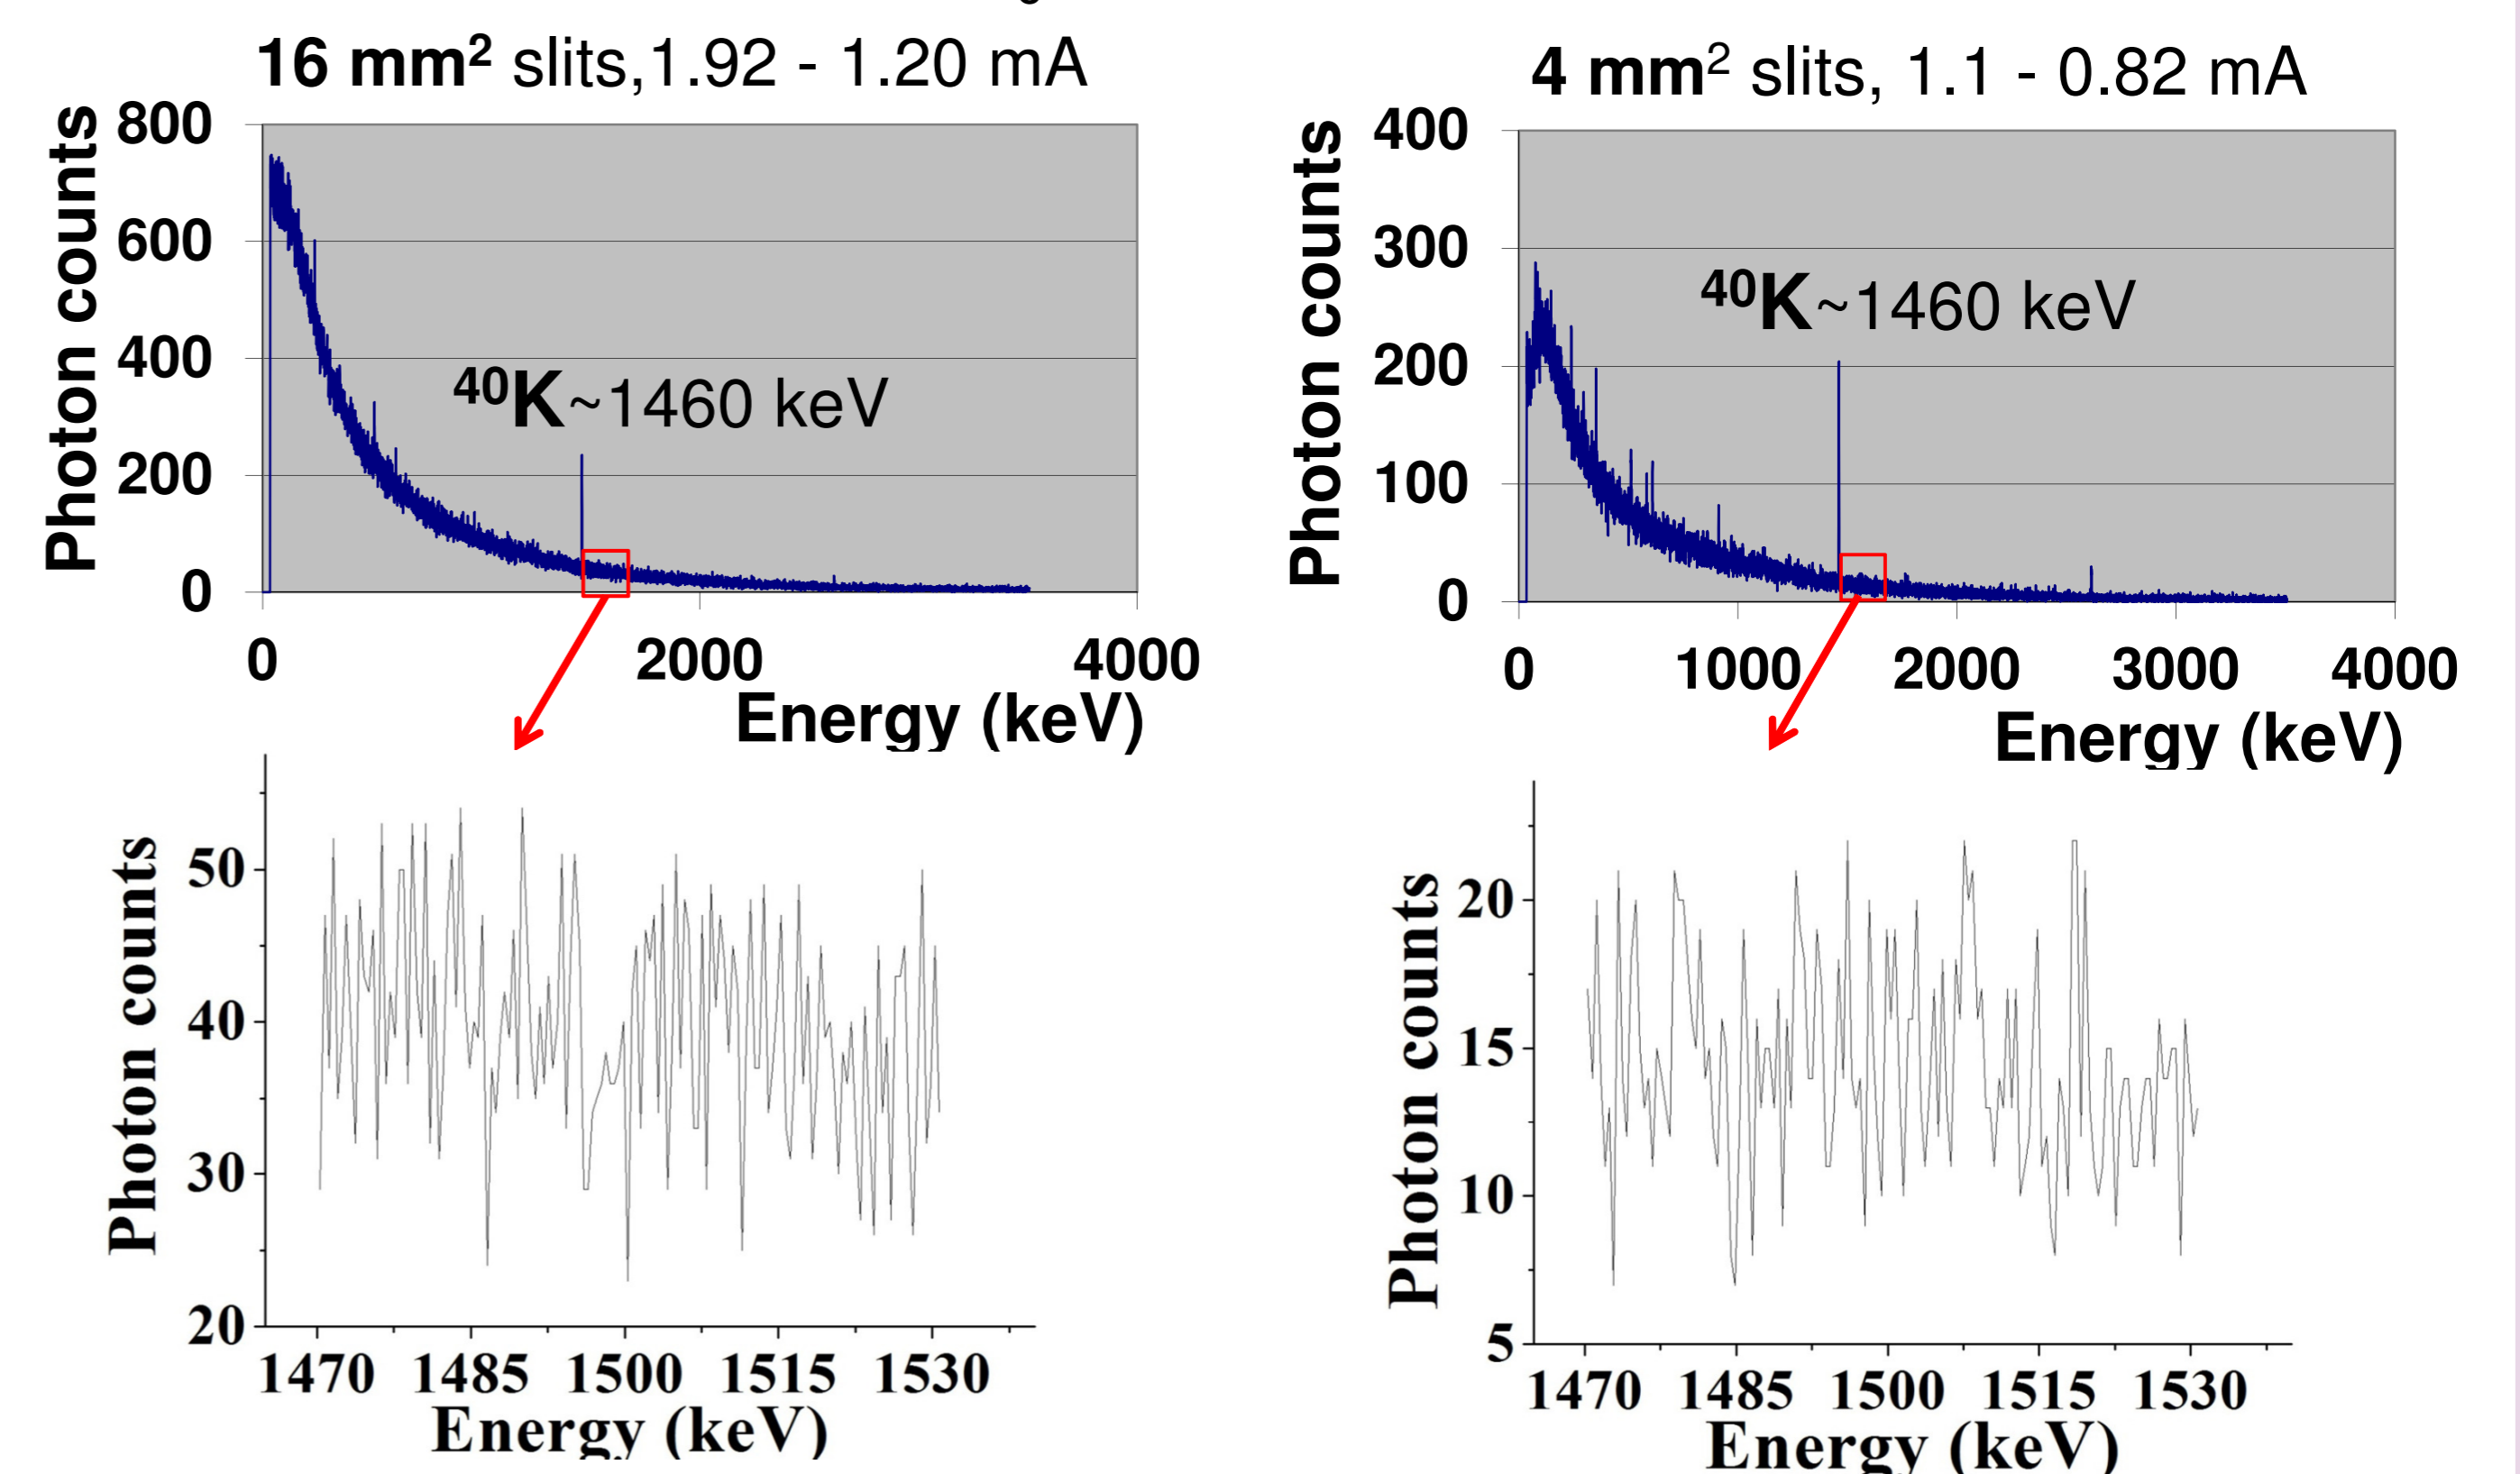 16 mm² slits,1.92 - 1.20 mA
Photon counts
800
600
400
200
0
⁴⁰K~1460 keV
0 2000 4000
Energy (keV)
4 mm² slits, 1.1 - 0.82 mA
Photon counts
400
300
200
100
0
⁴⁰K~1460 keV
0 1000 2000 3000 4000
Energy (keV)
Photon counts
50
40
30
20
1470 1485 1500 1515 1530
Energy (keV)
Photon counts
20
15
10
5
1470 1485 1500 1515 1530
Energy (keV)